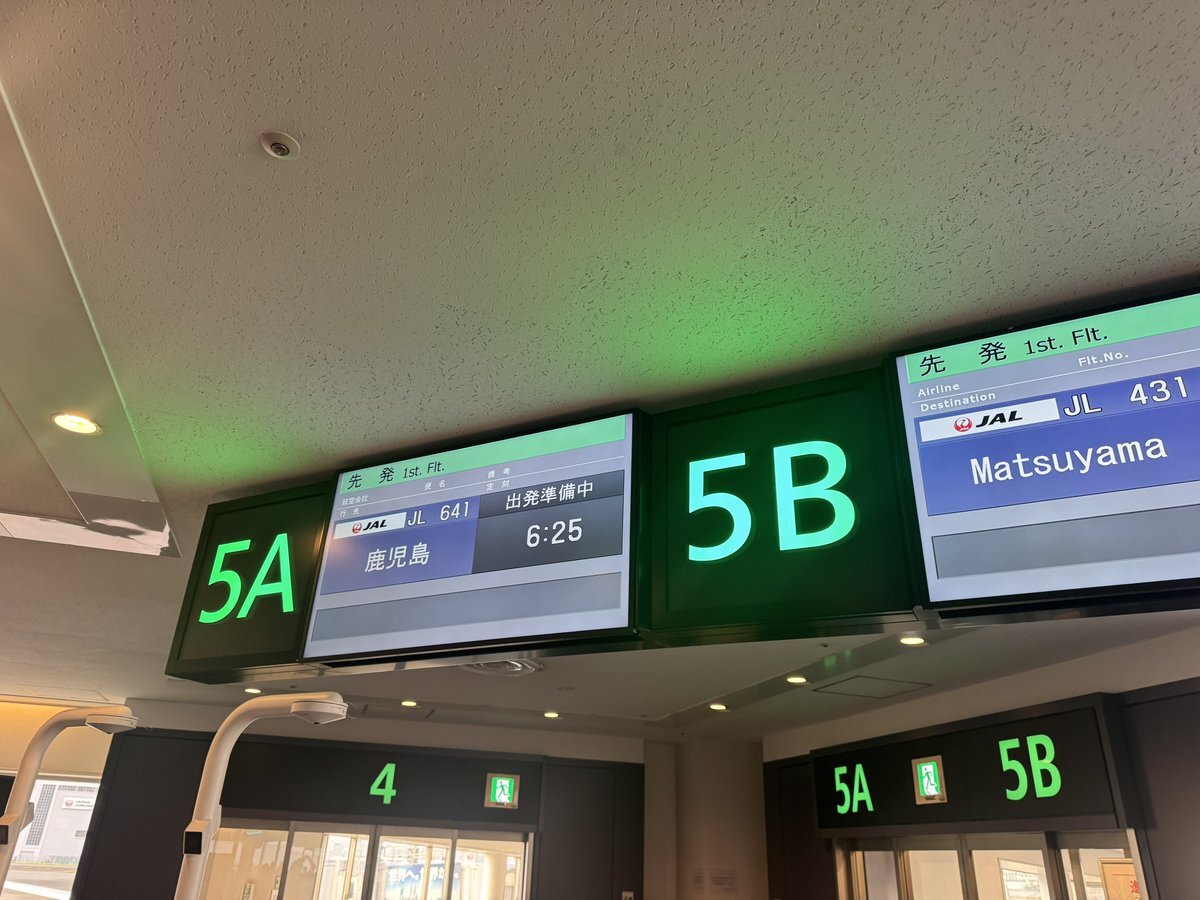 5A
先発 1st. Flt.
航空会社 便名 備考
行先 定刻
JAL JL 641 出発準備中
鹿児島 6:25
5B
先発 1st. Flt.
Airline Flt.No.
Destination
JAL JL 431
Matsuyama
4
5A 5B